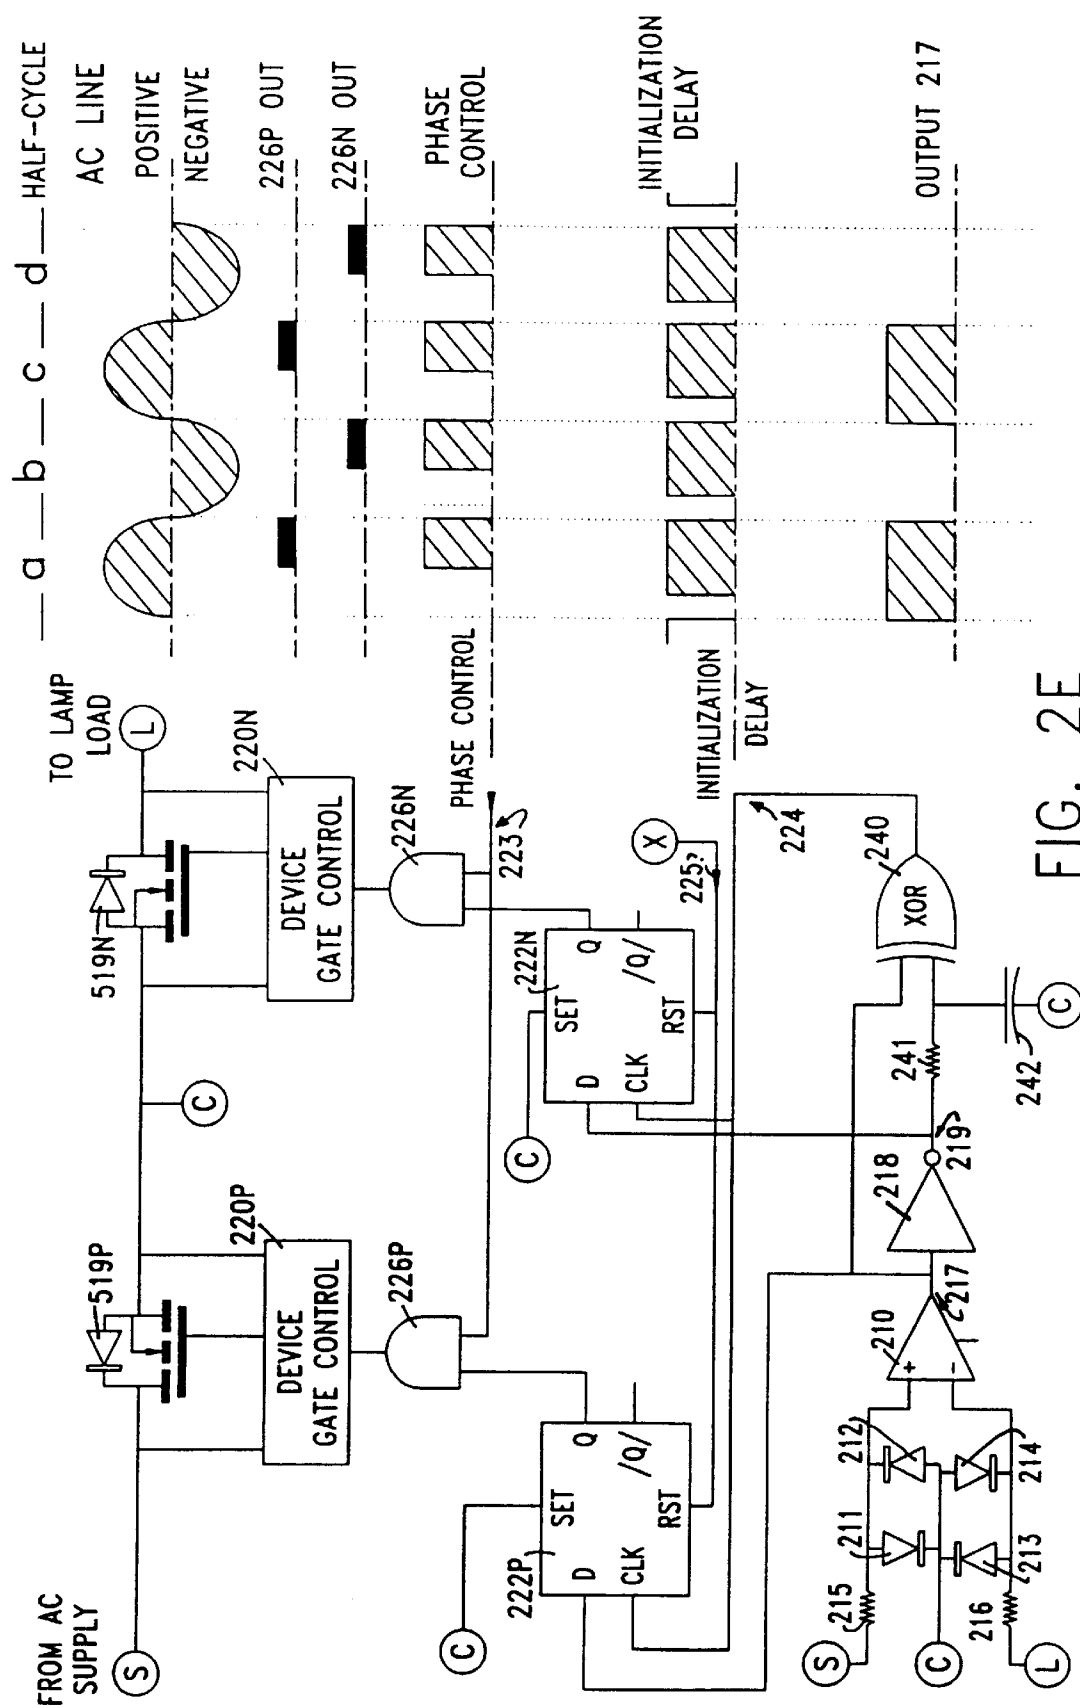 FROM AC
SUPPLY
S
519P
220P
DEVICE
GATE CONTROL
226P
C
519N
TO LAMP
LOAD
L
220N
DEVICE
GATE CONTROL
226N
PHASE CONTROL
223
C
222P
SET
D
Q
CLK
/Q/
RST
C
222N
SET
D
Q
CLK
/Q/
RST
X
225?
INITIALIZATION
DELAY
224
S
215
211
212
C
L
216
213
214
+
-
210
217
218
219
241
242
C
XOR
240
a b c d HALF-CYCLE
AC LINE
POSITIVE
NEGATIVE
226P OUT
226N OUT
PHASE
CONTROL
INITIALIZATION
DELAY
OUTPUT 217
FIG. 2E